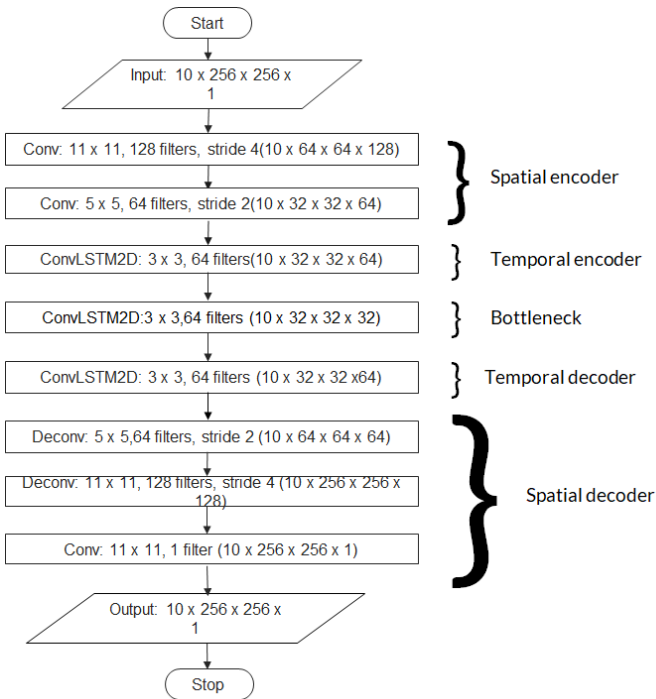 Start
Input: 10 x 256 x 256 x
1
Conv: 11 x 11, 128 filters, stride 4(10 x 64 x 64 x 128)
Spatial encoder
Conv: 5 x 5, 64 filters, stride 2(10 x 32 x 32 x 64)
ConvLSTM2D: 3 x 3, 64 filters(10 x 32 x 32 x 64)
Temporal encoder
ConvLSTM2D:3 x 3,64 filters (10 x 32 x 32 x 32)
Bottleneck
ConvLSTM2D: 3 x 3, 64 filters (10 x 32 x 32 x64)
Temporal decoder
Deconv: 5 x 5,64 filters, stride 2 (10 x 64 x 64 x 64)
Deconv: 11 x 11, 128 filters, stride 4 (10 x 256 x 256 x
128)
Spatial decoder
Conv: 11 x 11, 1 filter (10 x 256 x 256 x 1)
Output: 10 x 256 x 256 x
1
Stop